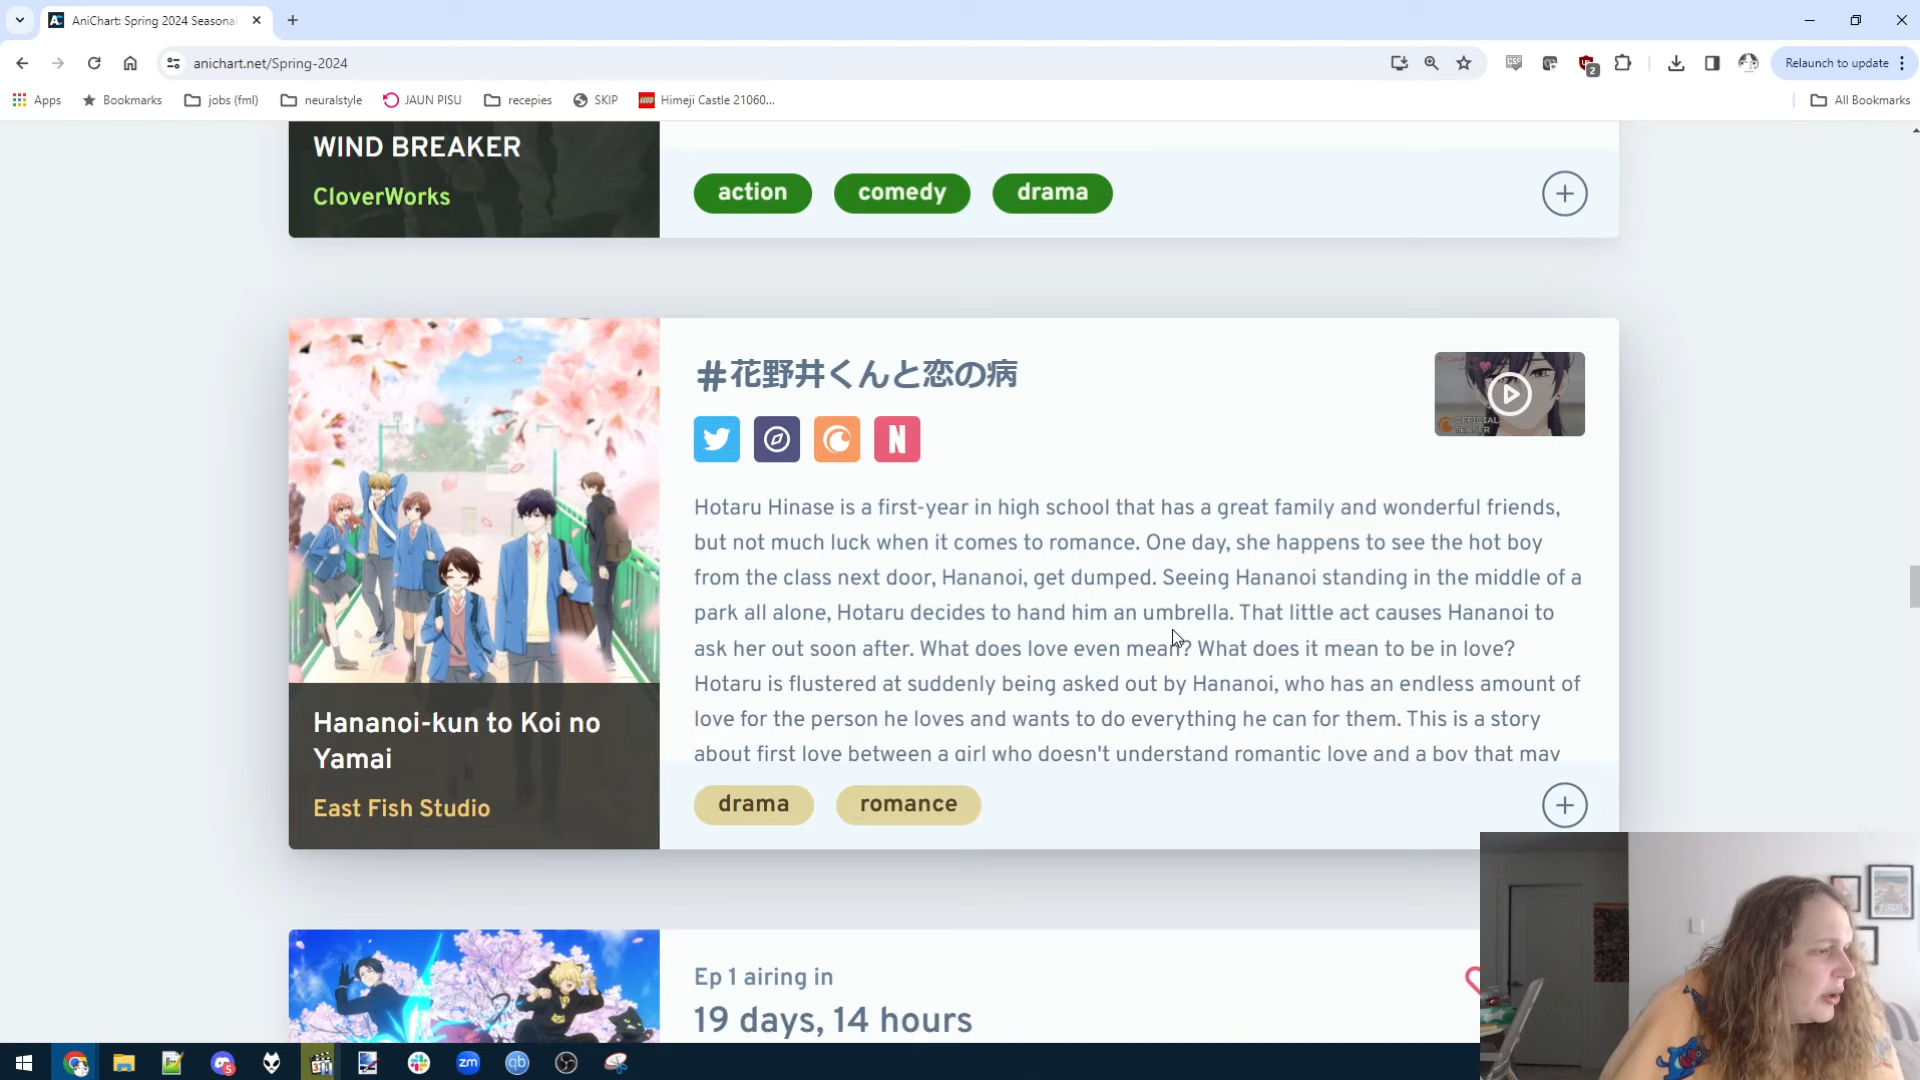 AniChart: Spring 2024 Seasona
anichart.net/Spring-2024
2
Relaunch to update
Apps
Bookmarks
jobs (fml)
neuralstyle
JAUN PISU
recepies
SKIP
Himeji Castle 21060...
All Bookmarks
WIND BREAKER
CloverWorks
action
comedy
drama
#花野井くんと恋の病
OFFICIAL
TEASER
Hotaru Hinase is a first-year in high school that has a great family and wonderful friends,
but not much luck when it comes to romance. One day, she happens to see the hot boy
from the class next door, Hananoi, get dumped. Seeing Hananoi standing in the middle of a
park all alone, Hotaru decides to hand him an umbrella. That little act causes Hananoi to
ask her out soon after. What does love even mean? What does it mean to be in love?
Hotaru is flustered at suddenly being asked out by Hananoi, who has an endless amount of
love for the person he loves and wants to do everything he can for them. This is a story
about first love between a girl who doesn't understand romantic love and a boy that may
Hananoi-kun to Koi no
Yamai
East Fish Studio
drama
romance
Ep 1 airing in
19 days, 14 hours
5
zm
qb